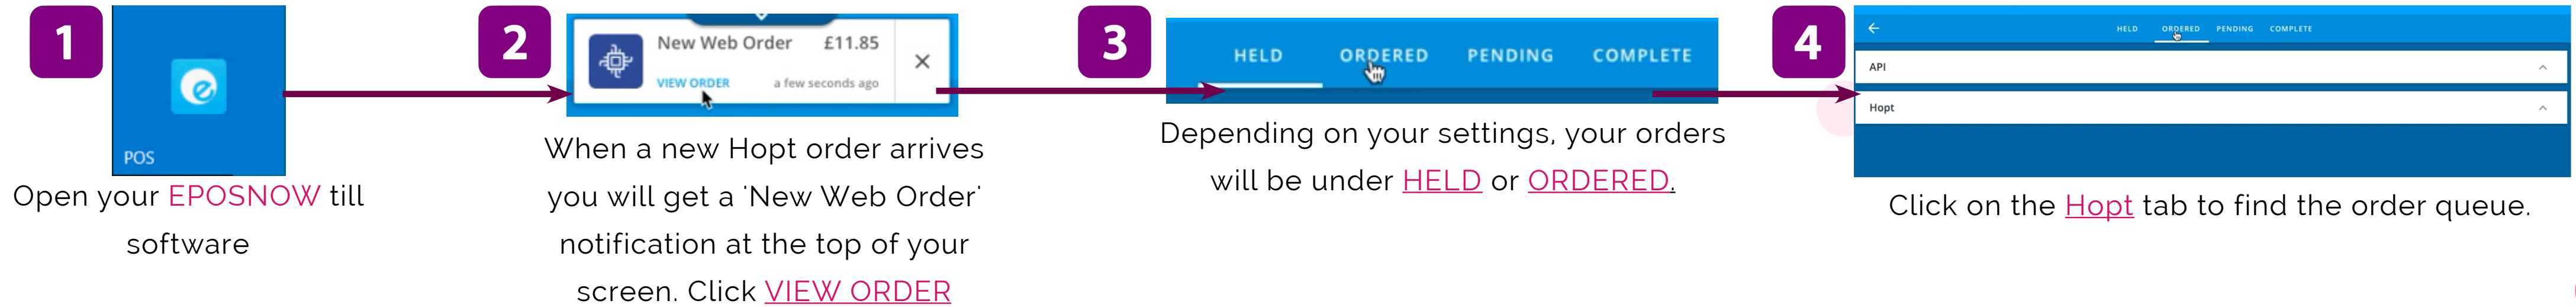 1
POS
Open your EPOSNOW till
software
2
New Web Order £11.85
VIEW ORDER a few seconds ago
When a new Hopt order arrives
you will get a 'New Web Order'
notification at the top of your
screen. Click VIEW ORDER
3
HELD ORDERED PENDING COMPLETE
Depending on your settings, your orders
will be under HELD or ORDERED.
4
HELD ORDERED PENDING COMPLETE
API
Hopt
Click on the Hopt tab to find the order queue.